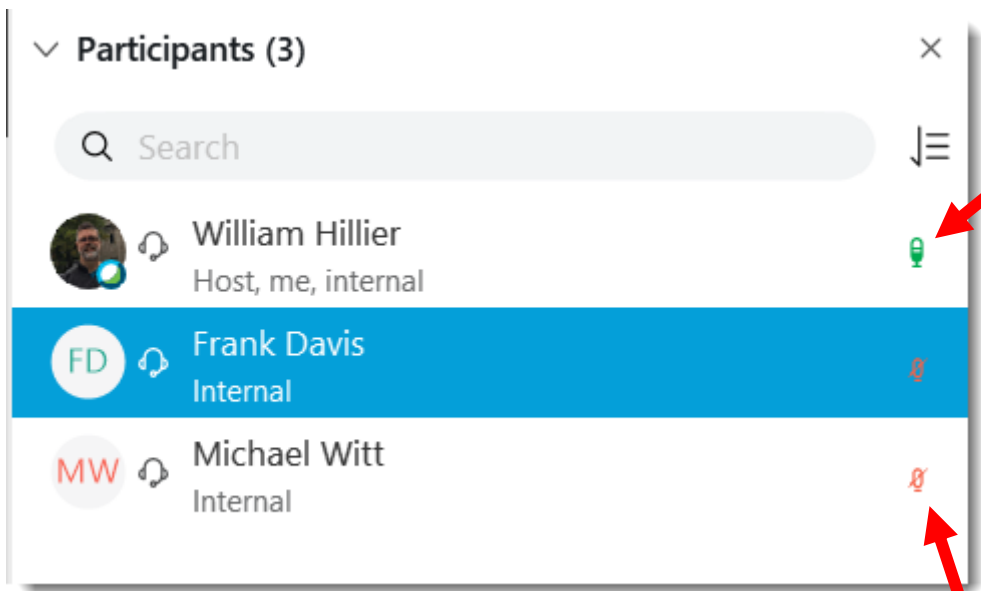 Participants (3)
Search
William Hillier
Host, me, internal
FD
Frank Davis
Internal
MW
Michael Witt
Internal